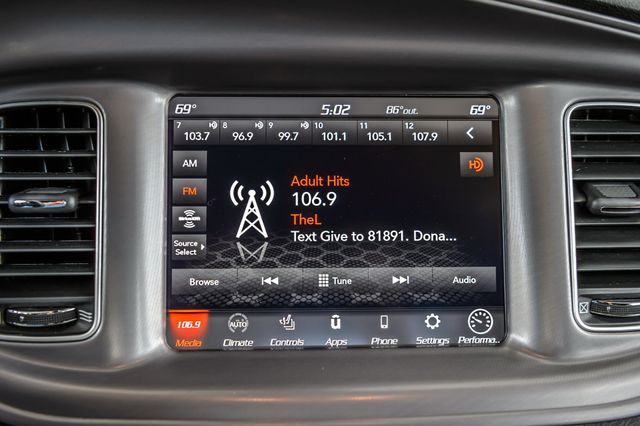 69° 5:02 86°out. 69°
7 8 9 10 11 12
103.7 96.9 99.7 101.1 105.1 107.9 <
AM
HD
FM
Adult Hits
106.9
TheL
SiriusXM
Text Give to 81891. Dona...
Source
Select
Browse Tune Audio
106.9 AUTO
Media Climate Controls Apps Phone Settings Performa..